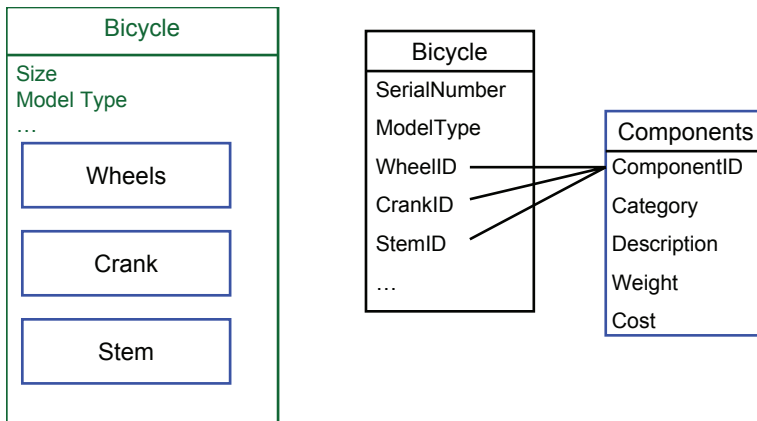 Bicycle
Size
Model Type
…
Wheels
Crank
Stem
Bicycle
SerialNumber
ModelType
WheelID
CrankID
StemID
…
Components
ComponentID
Category
Description
Weight
Cost